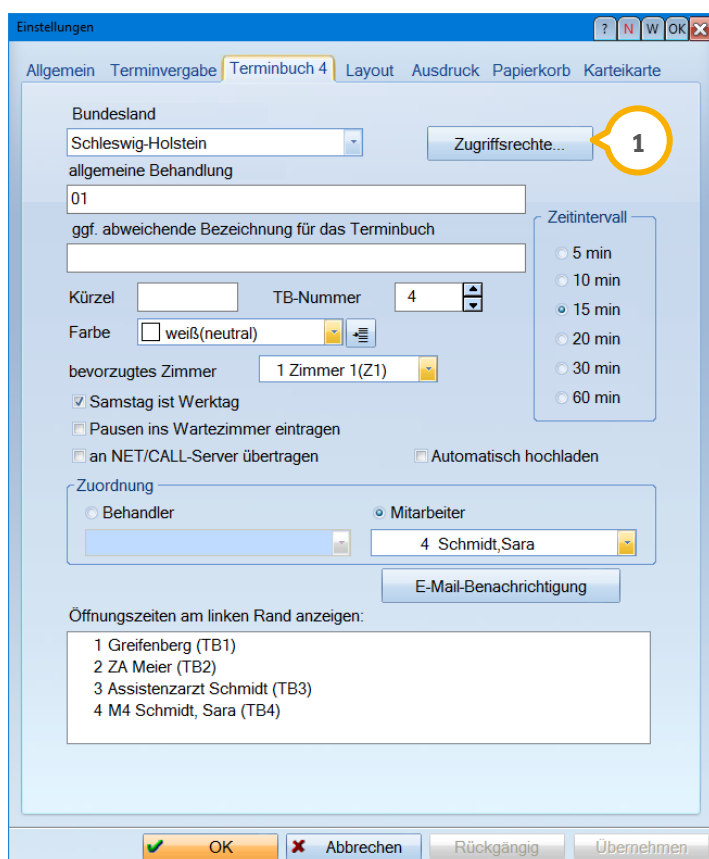 Einstellungen ? N W OK
Allgemein Terminvergabe Terminbuch 4 Layout Ausdruck Papierkorb Karteikarte
Bundesland
Schleswig-Holstein Zugriffsrechte... 1
allgemeine Behandlung
01
ggf. abweichende Bezeichnung für das Terminbuch
Zeitintervall
5 min
10 min
15 min
20 min
30 min
60 min
Kürzel TB-Nummer 4
Farbe weiß(neutral)
bevorzugtes Zimmer 1 Zimmer 1(Z1)
Samstag ist Werktag
Pausen ins Wartezimmer eintragen
an NET/CALL-Server übertragen Automatisch hochladen
Zuordnung
Behandler Mitarbeiter
4 Schmidt,Sara
E-Mail-Benachrichtigung
Öffnungszeiten am linken Rand anzeigen:
1 Greifenberg (TB1)
2 ZA Meier (TB2)
3 Assistenzarzt Schmidt (TB3)
4 M4 Schmidt, Sara (TB4)
OK Abbrechen Rückgängig Übernehmen